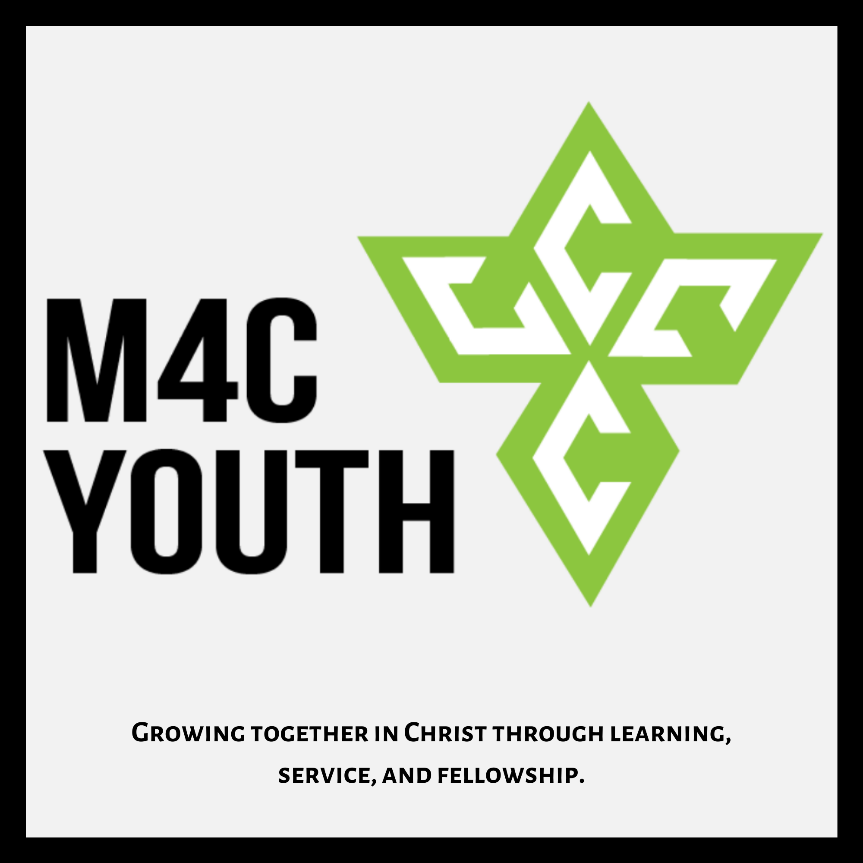 M4C
YOUTH
C
C C
C
Growing together in Christ through learning,
service, and fellowship.